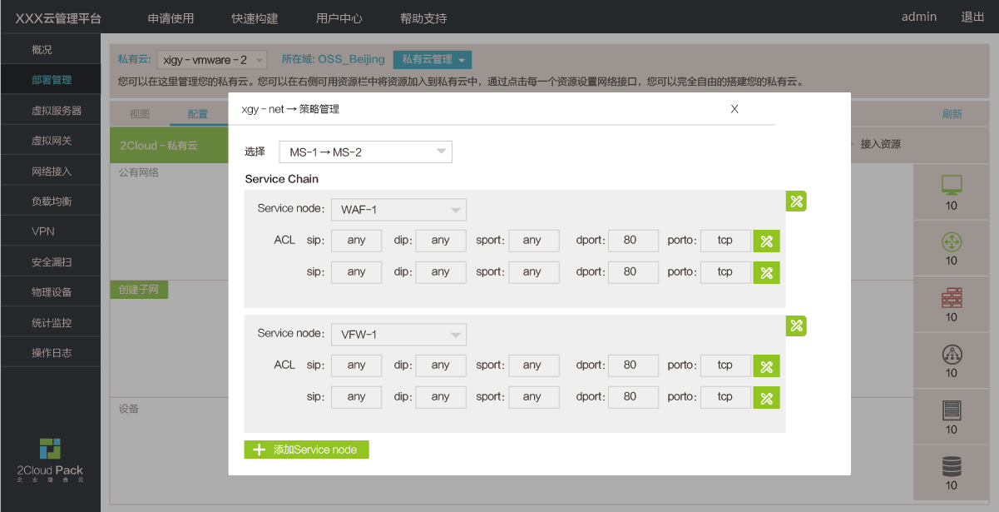 XXX云管理平台 申请使用 快速构建 用户中心 帮助支持 admin 退出
概况
部署管理
虚拟服务器
虚拟网关
网络接入
负载均衡
VPN
安全漏扫
物理设备
统计监控
操作日志
2Cloud Pack
企 业 混 合 云
私有云: xigy-vmware-2 所在域: OSS_Beijing 私有云管理
您可以在这里管理您的私有云。您可以在右侧可用资源栏中将资源加入到私有云中，通过点击每一个资源设置网络接口，您可以完全自由的搭建您的私有云。
视图 配置 刷新
2Cloud-私有云 接入资源
公有网络
创建子网
设备
xgy-net→策略管理 X
选择 MS-1→MS-2
Service Chain
Service node: WAF-1
ACL sip: any dip: any sport: any dport: 80 porto: tcp
sip: any dip: any sport: any dport: 80 porto: tcp
Service node: VFW-1
ACL sip: any dip: any sport: any dport: 80 porto: tcp
sip: any dip: any sport: any dport: 80 porto: tcp
添加Service node
10
10
10
10
10
10